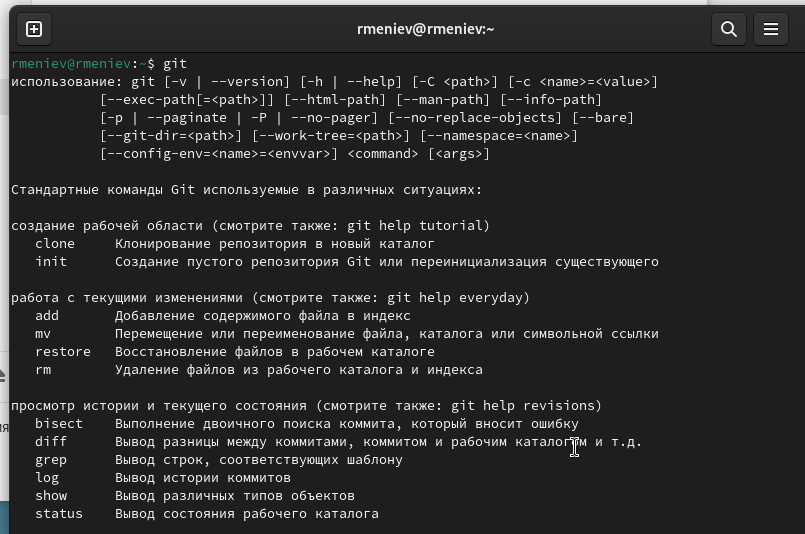 rmeniev@rmeniev:~
rmeniev@rmeniev:~$ git
использование: git [-v | --version] [-h | --help] [-C <path>] [-c <name>=<value>]
           [--exec-path[=<path>]] [--html-path] [--man-path] [--info-path]
           [-p | --paginate | -P | --no-pager] [--no-replace-objects] [--bare]
           [--git-dir=<path>] [--work-tree=<path>] [--namespace=<name>]
           [--config-env=<name>=<envvar>] <command> [<args>]
Стандартные команды Git используемые в различных ситуациях:
создание рабочей области (смотрите также: git help tutorial)
   clone     Клонирование репозитория в новый каталог
   init      Создание пустого репозитория Git или переинициализация существующего
работа с текущими изменениями (смотрите также: git help everyday)
   add       Добавление содержимого файла в индекс
   mv        Перемещение или переименование файла, каталога или символьной ссылки
   restore   Восстановление файлов в рабочем каталоге
   rm        Удаление файлов из рабочего каталога и индекса
просмотр истории и текущего состояния (смотрите также: git help revisions)
   bisect    Выполнение двоичного поиска коммита, который вносит ошибку
   diff      Вывод разницы между коммитами, коммитом и рабочим каталогом и т.д.
   grep      Вывод строк, соответствующих шаблону
   log       Вывод истории коммитов
   show      Вывод различных типов объектов
   status    Вывод состояния рабочего каталога